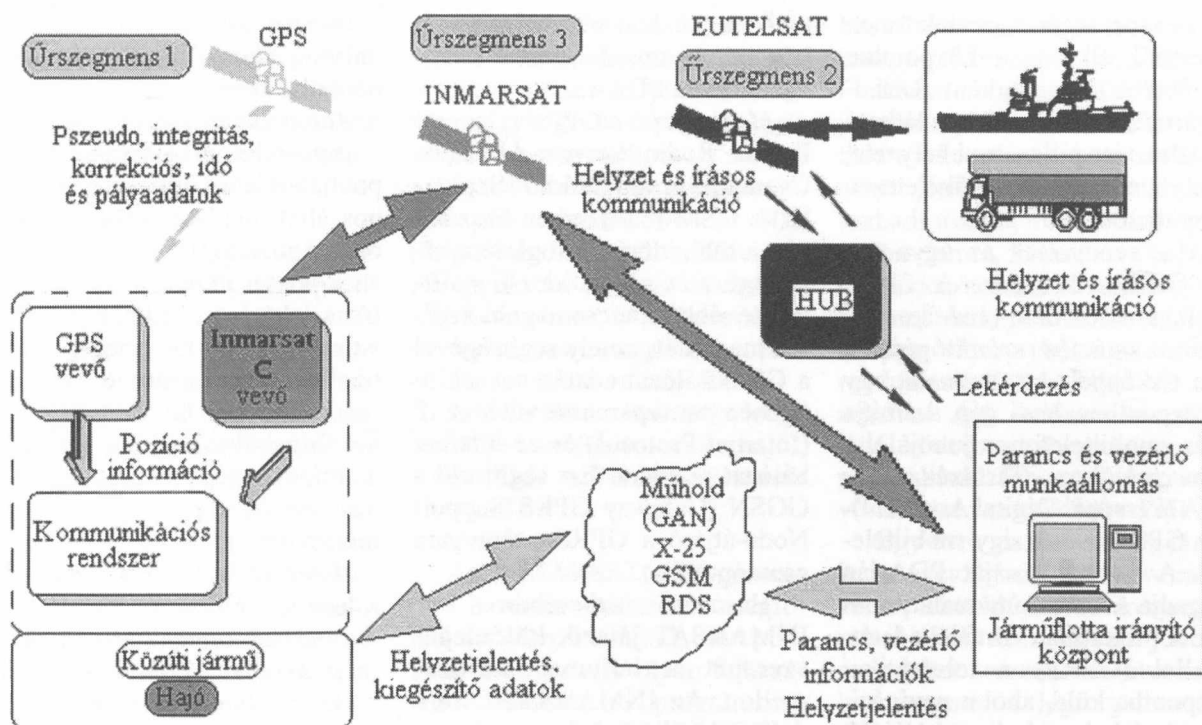 Űrszegmens 1
GPS
Pszeudo, integritás,
korrekciós, idő
és pályaadatok
Űrszegmens 3
INMARSAT
EUTELSAT
Űrszegmens 2
Helyzet és írásos
kommunikáció
HUB
Helyzet és írásos
kommunikáció
Lekérdezés
GPS
vevő
Inmarsat
C
vevő
Pozíció
információ
Kommunikációs
rendszer
Közúti jármű
Hajó
Helyzetjelentés,
kiegészítő adatok
Műhold
(GAN)
X-25
GSM
RDS
Parancs, vezérlő
információk
Helyzetjelentés
Parancs és vezérlő
munkaállomás
Járműflotta irányító
központ